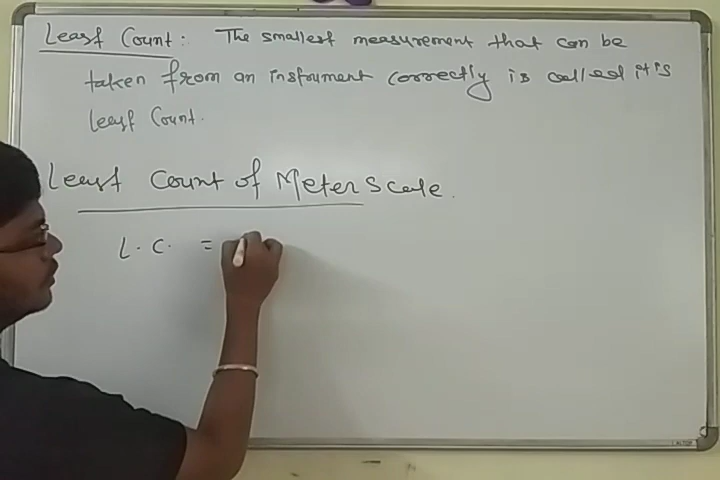 Least Count: The smallest measurement that can be
taken from an instrument correctly is called it is
least Count.
Least Count of Meter Scale.
L. C. =